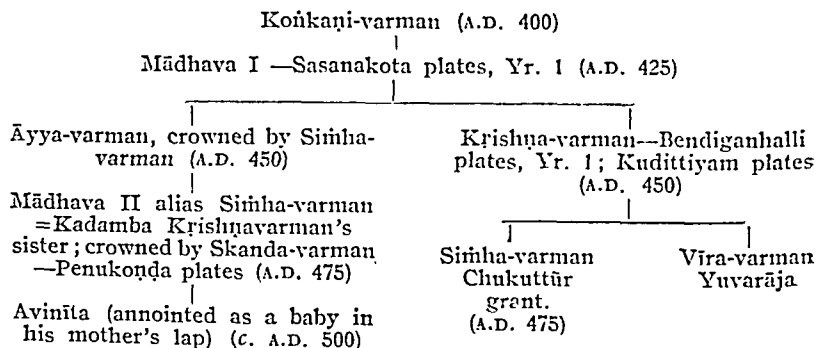 Koṅkaṇi-varman (A.D. 400)
Mādhava I —Sasanakota plates, Yr. 1 (A.D. 425)
Āyya-varman, crowned by Siṁha-
varman (A.D. 450)
Mādhava II alias Siṁha-varman
=Kadamba Kṛishṇavarman's
sister; crowned by Skanda-varman
—Penukoṇḍa plates (A.D. 475)
Avinīta (annointed as a baby in
his mother's lap) (c. A.D. 500)
Kṛishṇa-varman—Bendiganhalli
plates, Yr. 1; Kudittiyam plates
(A.D. 450)
Siṁha-varman
Chukuttūr
grant.
(A.D. 475)
Vīra-varman
Yuvarāja